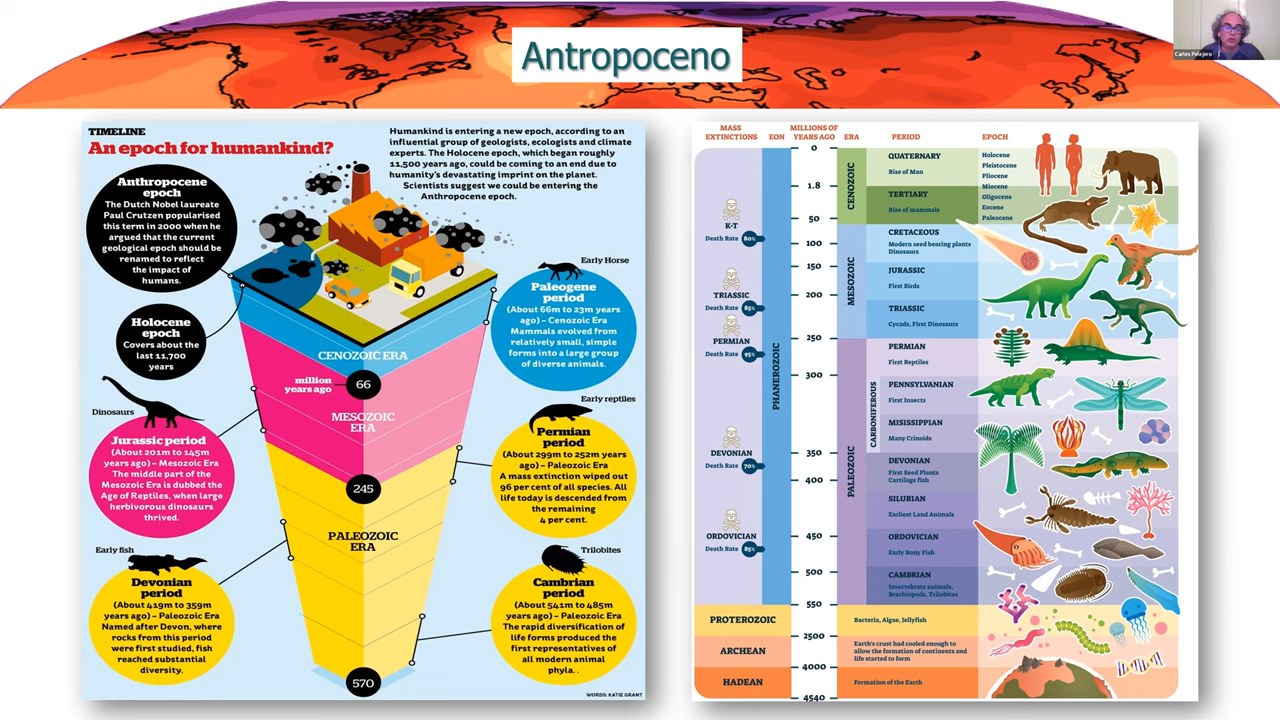 Antropoceno
Carles Pelejero
TIMELINE
An epoch for humankind?
Humankind is entering a new epoch, according to an
influential group of geologists, ecologists and climate
experts. The Holocene epoch, which began roughly
11,500 years ago, could be coming to an end due to
humanity's devastating imprint on the planet.
Scientists suggest we could be entering the
Anthropocene epoch.
Anthropocene
epoch
The Dutch Nobel laureate
Paul Crutzen popularised
this term in 2000 when he
argued that the current
geological epoch should be
renamed to reflect
the impact of
humans.
Holocene
epoch
Covers about the
last 11,700
years
Dinosaurs
Jurassic period
(About 201m to 145m
years ago) – Mesozoic Era
The middle part of the
Mesozoic Era is dubbed the
Age of Reptiles, when large
herbivorous dinosaurs
thrived.
Early fish
Devonian
period
(About 419m to 359m
years ago) – Paleozoic Era
Named after Devon, where
rocks from this period
were first studied, fish
reached substantial
diversity.
CENOZOIC ERA
million
years ago
66
MESOZOIC
ERA
245
PALEOZOIC
ERA
570
Early Horse
Paleogene
period
(About 66m to 23m years
ago) – Cenozoic Era
Mammals evolved from
relatively small, simple
forms into a large group
of diverse animals.
Early reptiles
Permian
period
(About 299m to 252m years
ago) – Paleozoic Era
A mass extinction wiped out
96 per cent of all species. All
life today is descended from
the remaining
4 per cent.
Trilobites
Cambrian
period
(About 541m to 485m
years ago) – Paleozoic Era
The rapid diversification of
life forms produced the
first representatives of
all modern animal
phyla. .
WORDS: KATIE GRANT
MASS
EXTINCTIONS
EON
MILLIONS OF
YEARS AGO
ERA
PERIOD
EPOCH
K-T
Death Rate 80%
TRIASSIC
Death Rate 85%
PERMIAN
Death Rate 95%
DEVONIAN
Death Rate 70%
ORDOVICIAN
Death Rate 85%
PHANEROZOIC
PROTEROZOIC
ARCHEAN
HADEAN
0
1.8
50
100
150
200
250
300
350
400
450
500
550
2500
4000
4540
CENOZOIC
MESOZOIC
PALEOZOIC
CARBONIFEROUS
QUATERNARY
Rise of Man
TERTIARY
Rise of mammals
CRETACEOUS
Modern seed bearing plants
Dinosaurs
JURASSIC
First Birds
TRIASSIC
Cycads, First Dinosaurs
PERMIAN
First Reptiles
PENNSYLVANIAN
First Insects
MISISSIPPIAN
Many Crinoids
DEVONIAN
First Seed Plants
Cartilage fish
SILURIAN
Earliest Land Animals
ORDOVICIAN
Early Bony Fish
CAMBRIAN
Invertebrate animals,
Brachiopods, Trilobites
Bacteria, Algae, Jellyfish
Earth's crust had cooled enough to
allow the formation of continents and
life started to form
Formation of the Earth
Holocene
Pleistocene
Pliocene
Miocene
Oligocene
Eocene
Paleocene